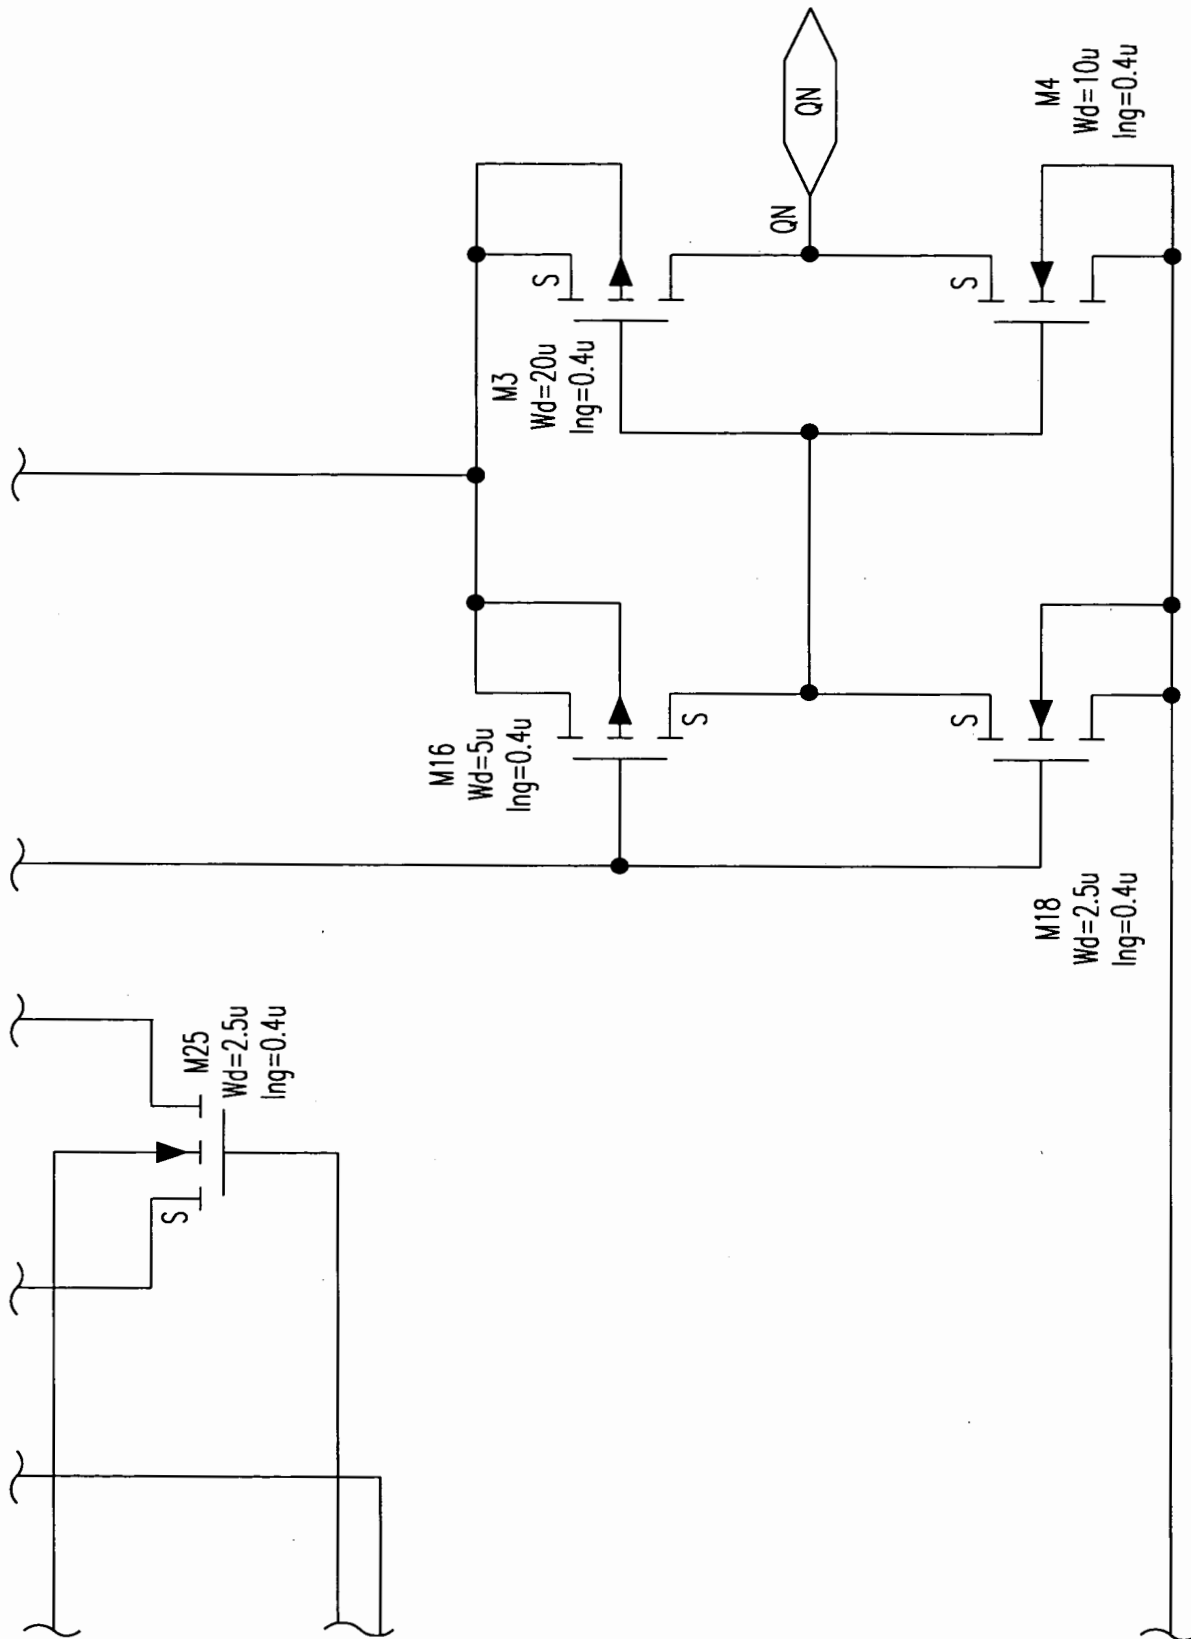 M4
Wd=10u
lng=0.4u
QN
QN
S
S
M3
Wd=20u
lng=0.4u
M16
Wd=5u
lng=0.4u
S
S
M18
Wd=2.5u
lng=0.4u
M25
Wd=2.5u
lng=0.4u
S